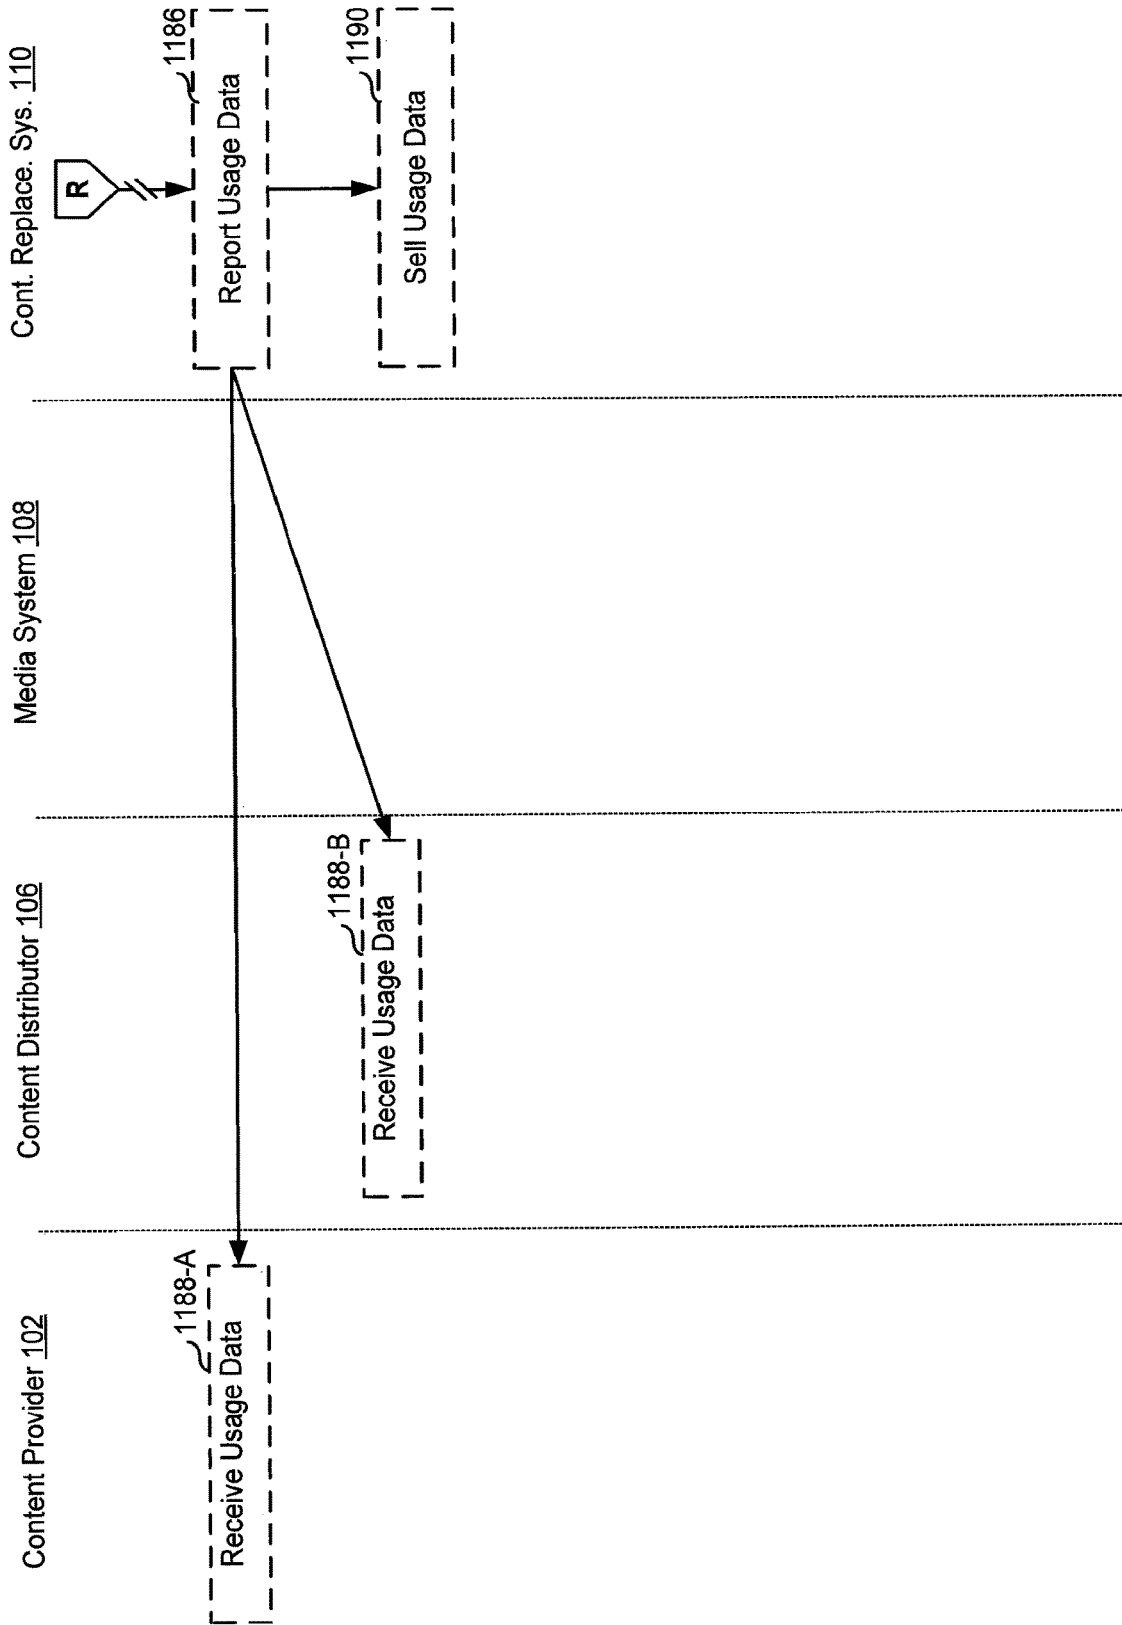 Content Provider 102
Content Distributor 106
Media System 108
Cont. Replace. Sys. 110
R
1186
Report Usage Data
1188-A
Receive Usage Data
1188-B
Receive Usage Data
1190
Sell Usage Data